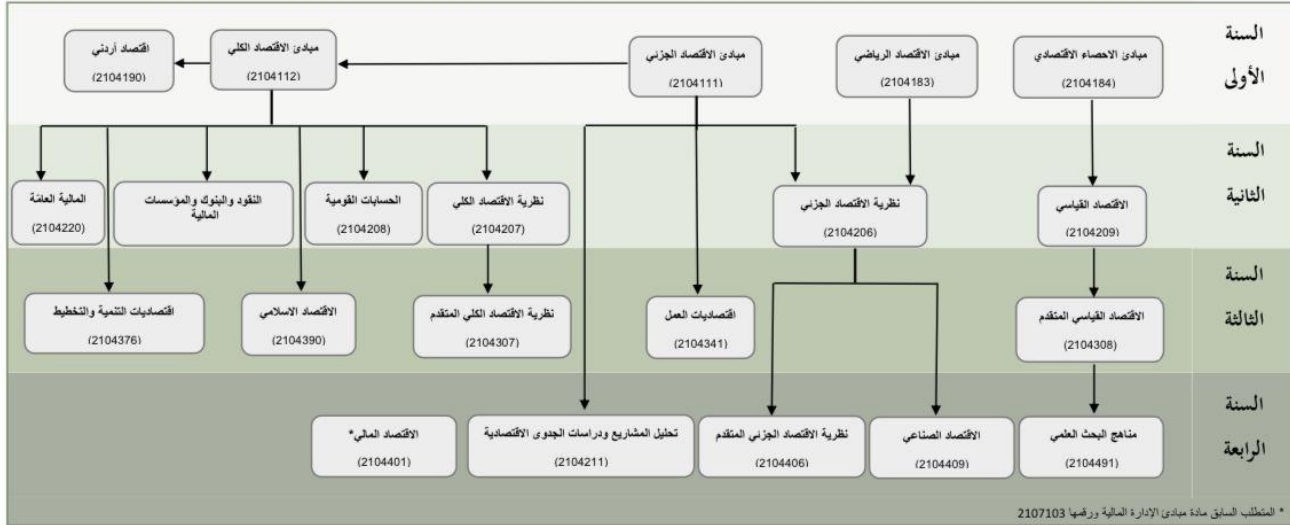 السنة
الأولى
مبادئ الاحصاء الاقتصادي
(2104184)
مبادئ الاقتصاد الرياضي
(2104183)
مبادئ الاقتصاد الجزئي
(2104111)
مبادئ الاقتصاد الكلي
(2104112)
اقتصاد أردني
(2104190)
السنة
الثانية
الاقتصاد القياسي
(2104209)
نظرية الاقتصاد الجزئي
(2104206)
نظرية الاقتصاد الكلي
(2104207)
الحسابات القومية
(2104208)
النقود والبنوك والمؤسسات
المالية
المالية العامّة
(2104220)
السنة
الثالثة
الاقتصاد القياسي المتقدم
(2104308)
اقتصاديات العمل
(2104341)
نظرية الاقتصاد الكلي المتقدم
(2104307)
الاقتصاد الاسلامي
(2104390)
اقتصاديات التنمية والتخطيط
(2104376)
السنة
الرابعة
مناهج البحث العلمي
(2104491)
الاقتصاد الصناعي
(2104409)
نظرية الاقتصاد الجزئي المتقدم
(2104406)
تحليل المشاريع ودراسات الجدوى الاقتصادية
(2104211)
الاقتصاد المالي*
(2104401)
* المتطلب السابق مادة مبادئ الإدارة المالية ورقمها 2107103